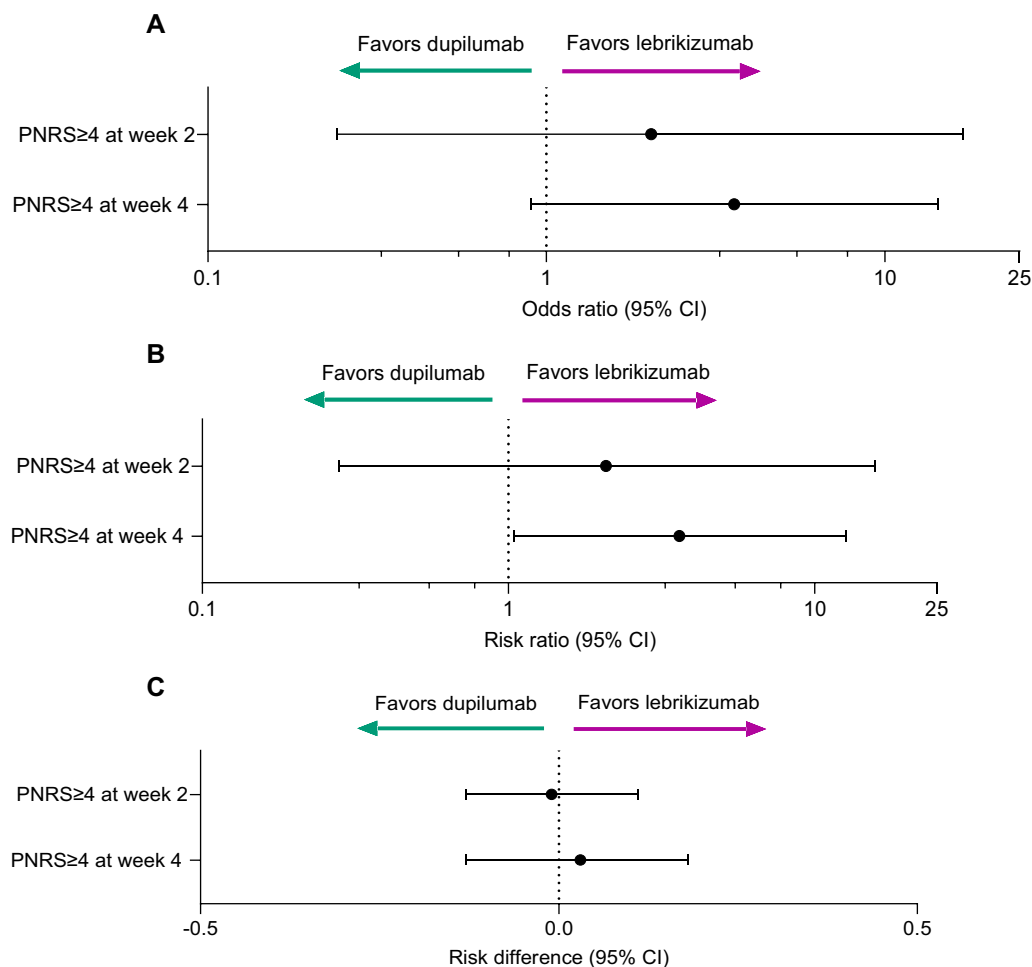 A
Favors dupilumab Favors lebrikizumab
PNRS≥4 at week 2
PNRS≥4 at week 4
0.1 1 10 25
Odds ratio (95% CI)
B
Favors dupilumab Favors lebrikizumab
PNRS≥4 at week 2
PNRS≥4 at week 4
0.1 1 10 25
Risk ratio (95% CI)
C
Favors dupilumab Favors lebrikizumab
PNRS≥4 at week 2
PNRS≥4 at week 4
-0.5 0.0 0.5
Risk difference (95% CI)